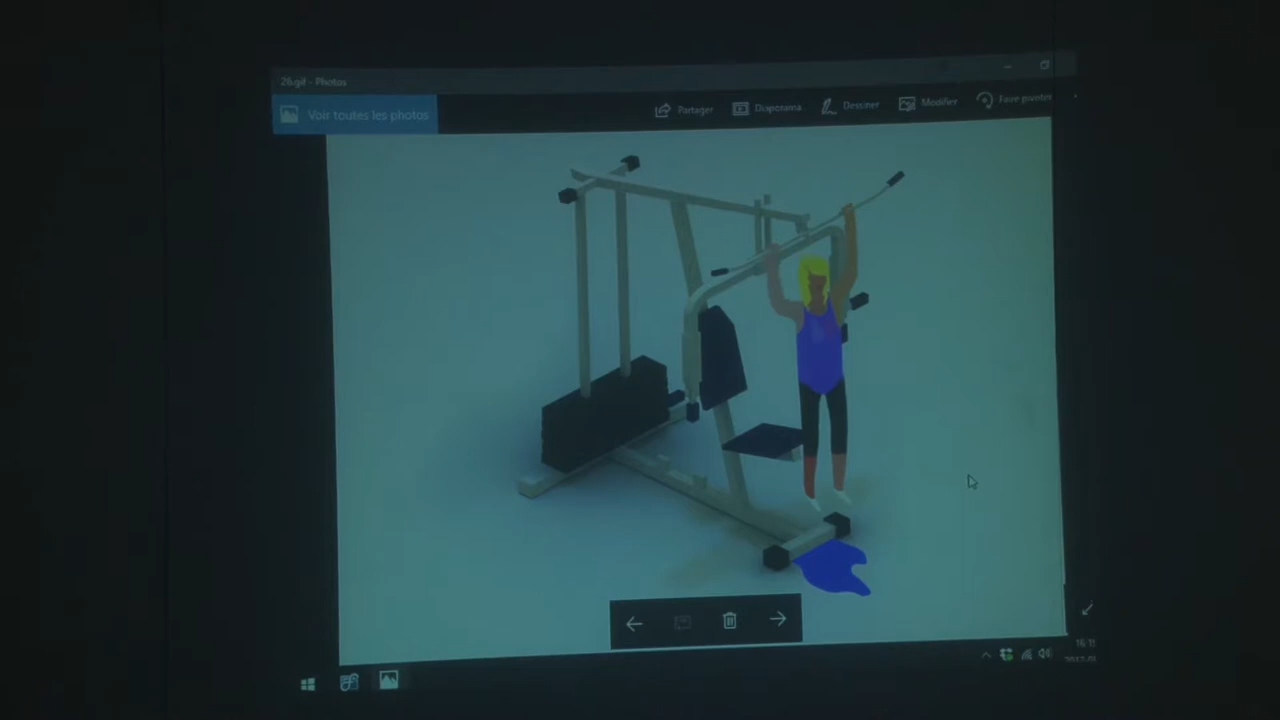 26.gif - Photos
Voir toutes les photos
Partager
Diaporama
Dessiner
Modifier
Faire pivoter